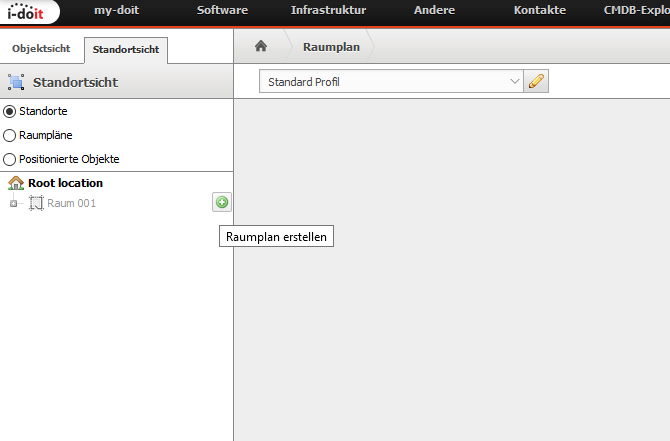 i-doit
my-doit Software Infrastruktur Andere Kontakte CMDB-Explo
Objektsicht Standortsicht
Raumplan
Standortsicht
Standard Profil
Standorte
Raumpläne
Positionierte Objekte
Root location
Raum 001
Raumplan erstellen